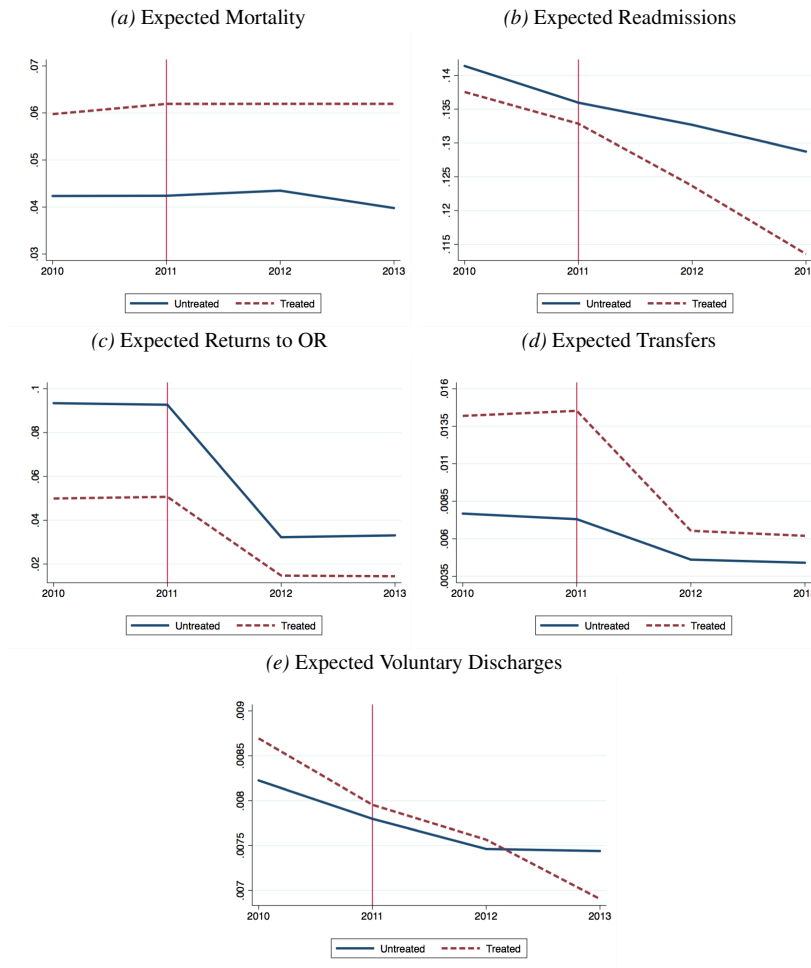 (a) Expected Mortality
.07
.06
.05
.04
.03
2010 2011 2012 2013
Untreated Treated
(b) Expected Readmissions
.14
.135
.13
.125
.12
.115
2010 2011 2012 201
Untreated Treated
(c) Expected Returns to OR
.1
.08
.06
.04
.02
2010 2011 2012 2013
Untreated Treated
(d) Expected Transfers
.016
.0135
.011
.0085
.006
.0035
2010 2011 2012 201
Untreated Treated
(e) Expected Voluntary Discharges
.009
.0085
.008
.0075
.007
2010 2011 2012 2013
Untreated Treated